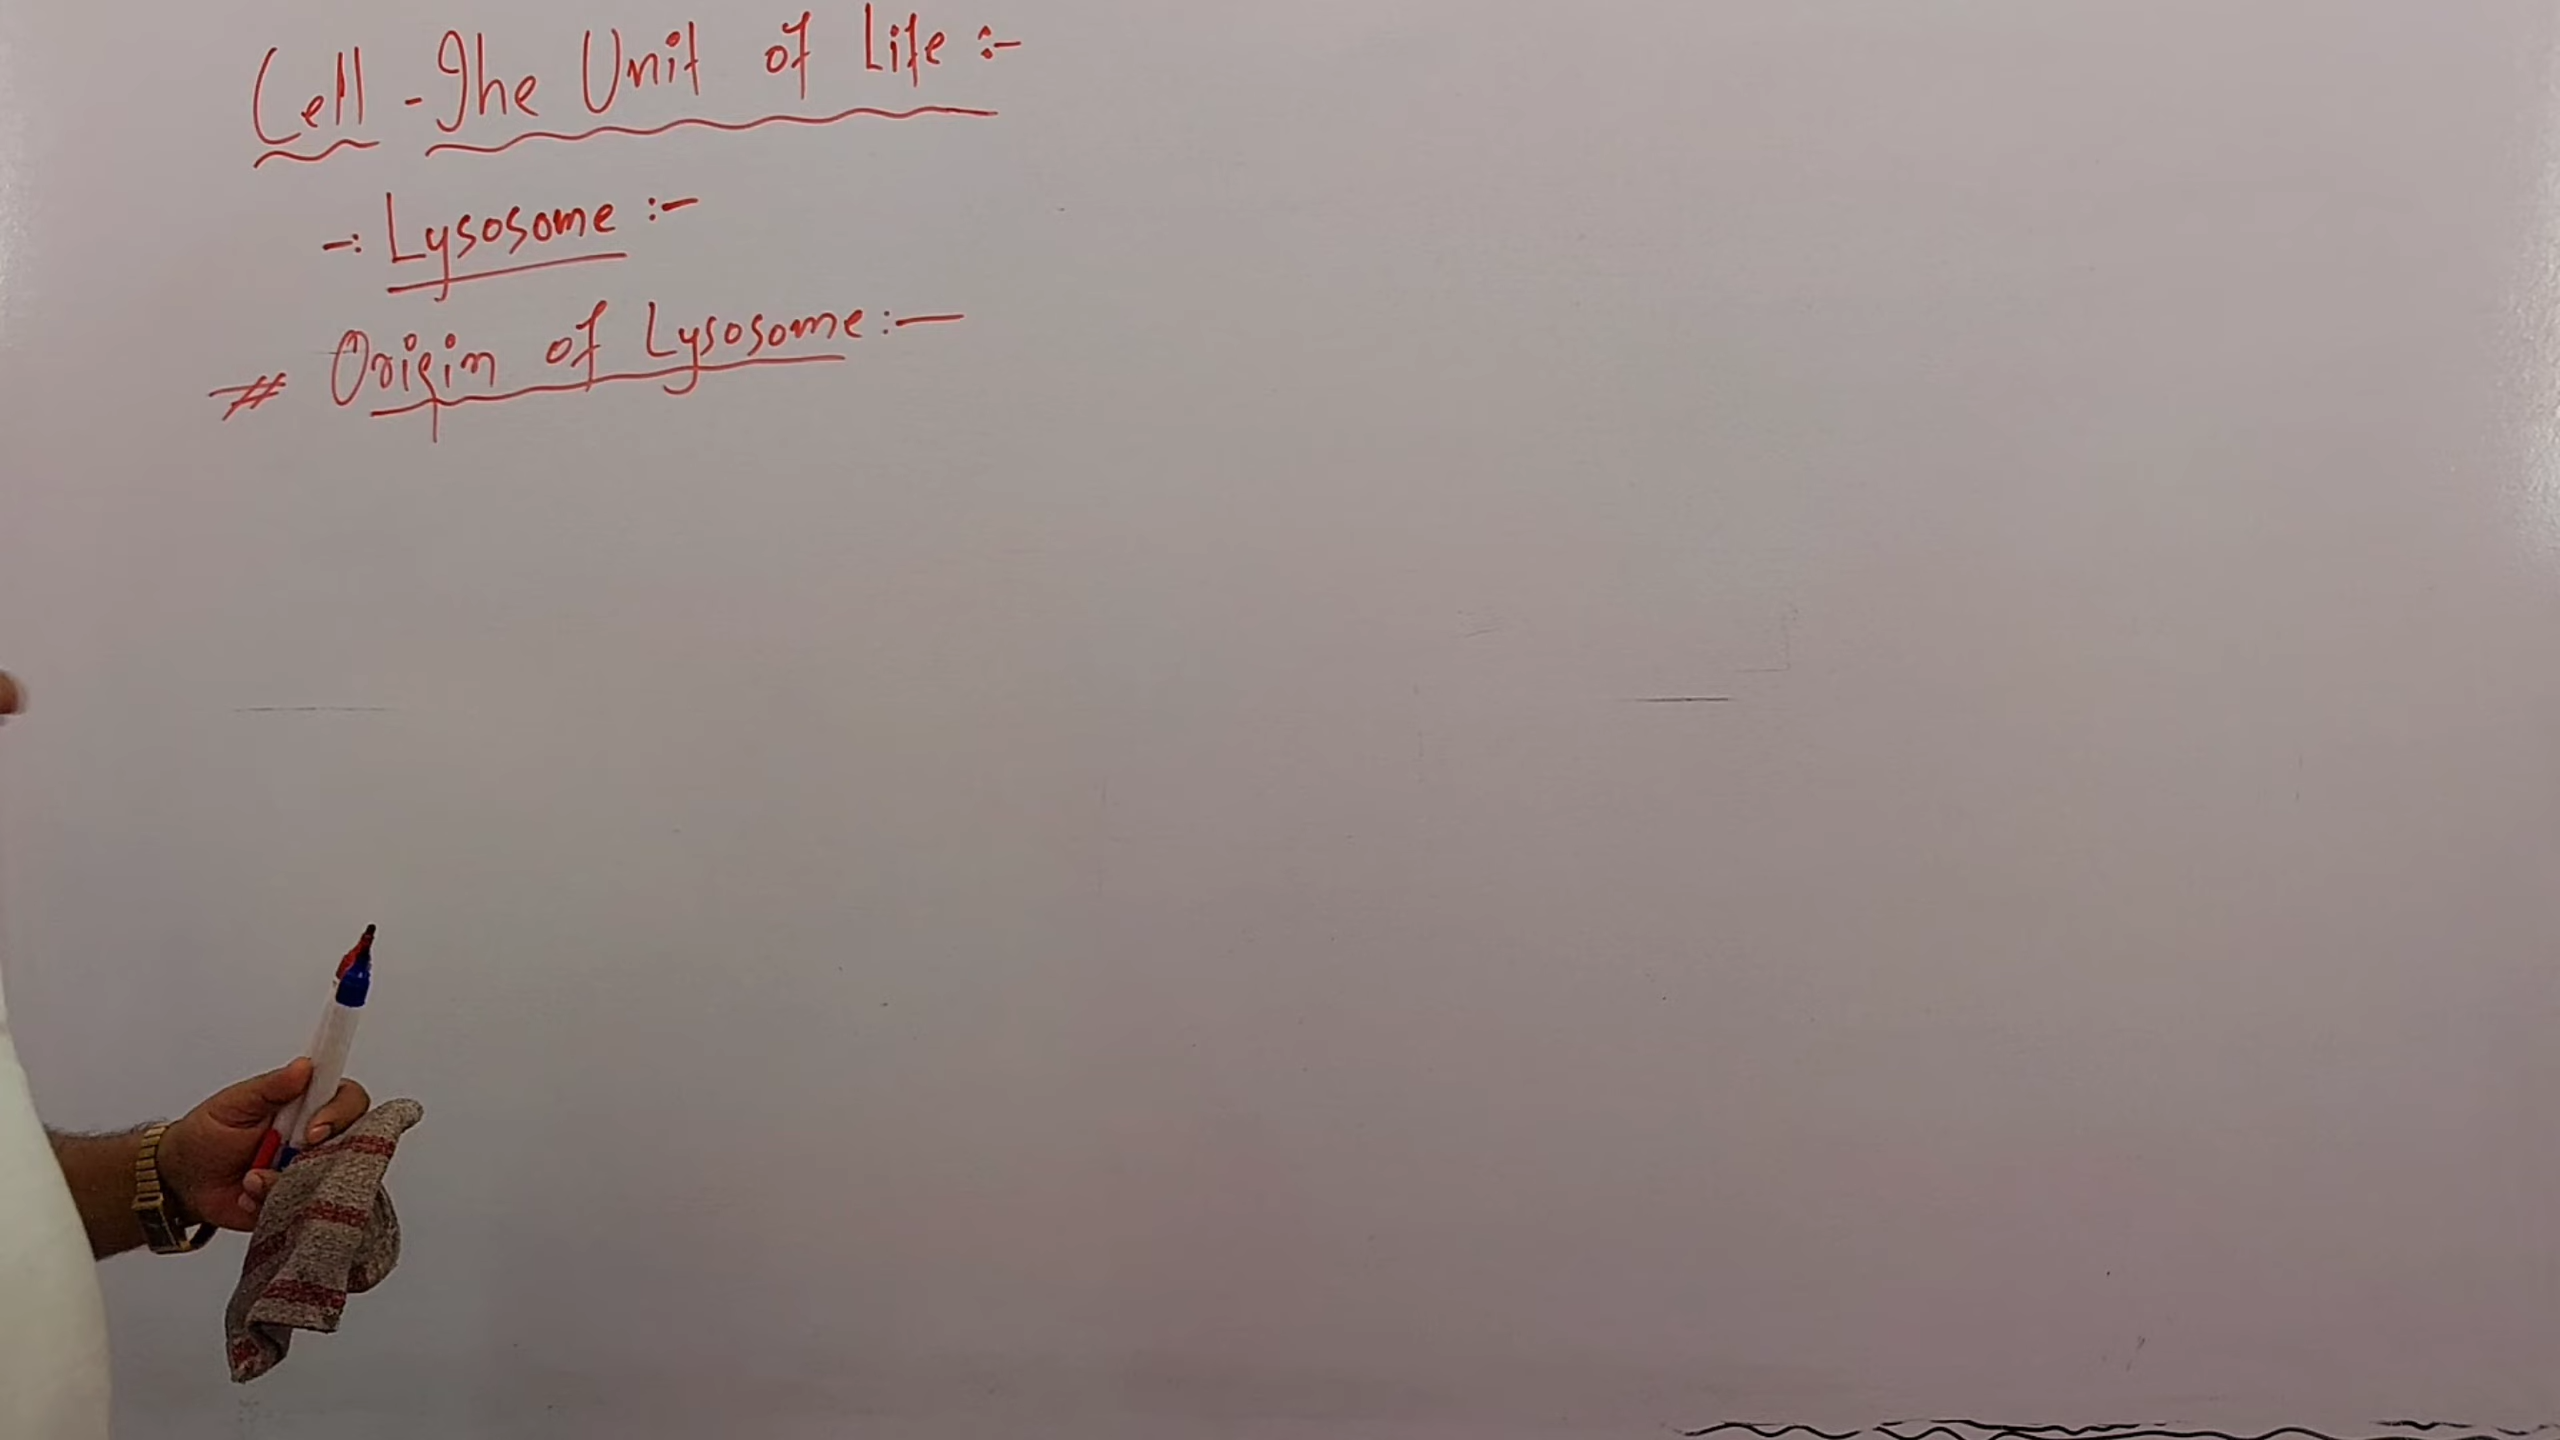 Cell - The Unit of Life :-
-: Lysosome :-
# Origin of Lysosome :-